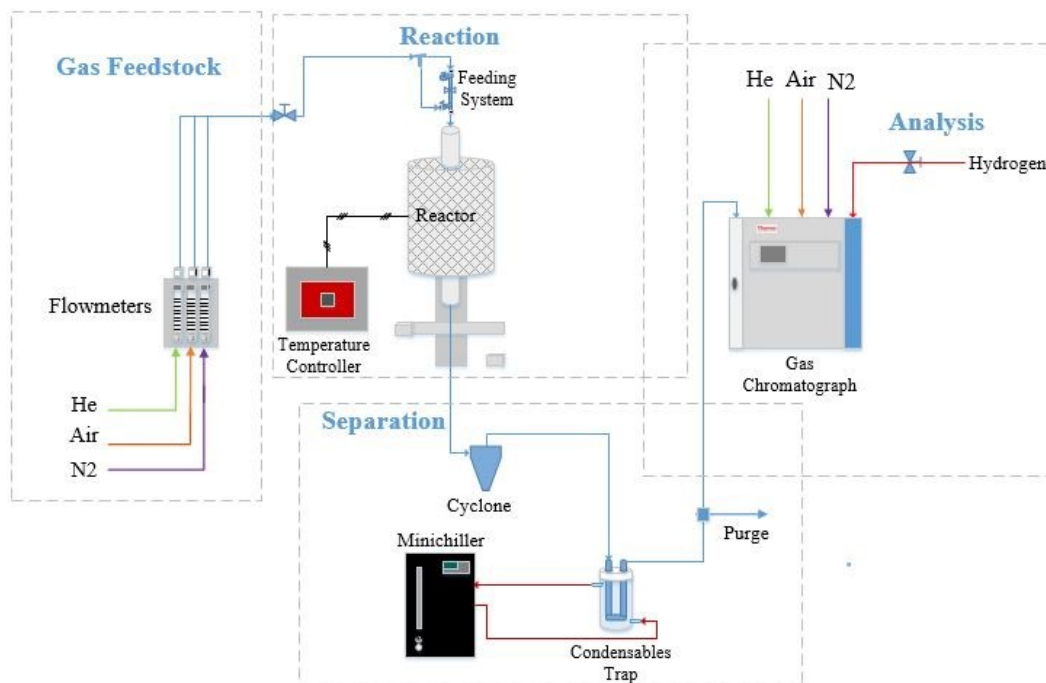 Gas Feedstock
Flowmeters
He
Air
N2
Reaction
Feeding
System
Reactor
Temperature
Controller
Separation
Cyclone
Minichiller
Condensables
Trap
Purge
He
Air
N2
Analysis
Hydrogen
Thermo
Gas
Chromatograph